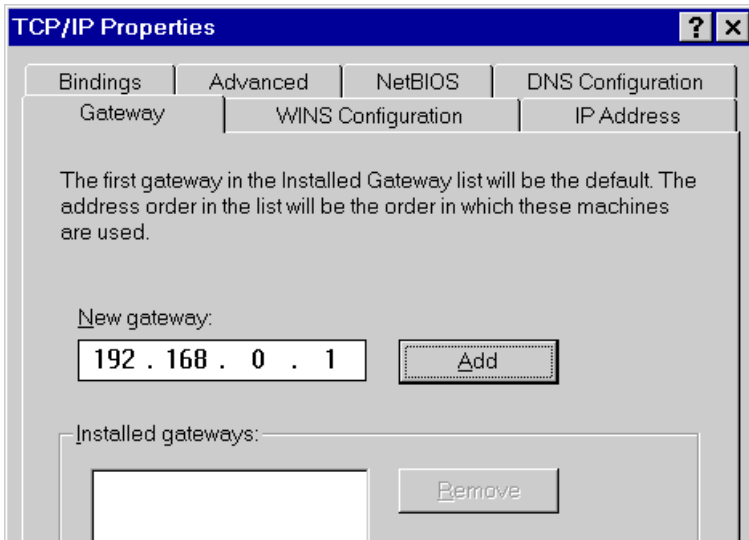 TCP/IP Properties
Bindings Advanced NetBIOS DNS Configuration
Gateway WINS Configuration IP Address
The first gateway in the Installed Gateway list will be the default. The
address order in the list will be the order in which these machines
are used.
New gateway:
192 . 168 . 0 . 1 Add
Installed gateways:
Remove